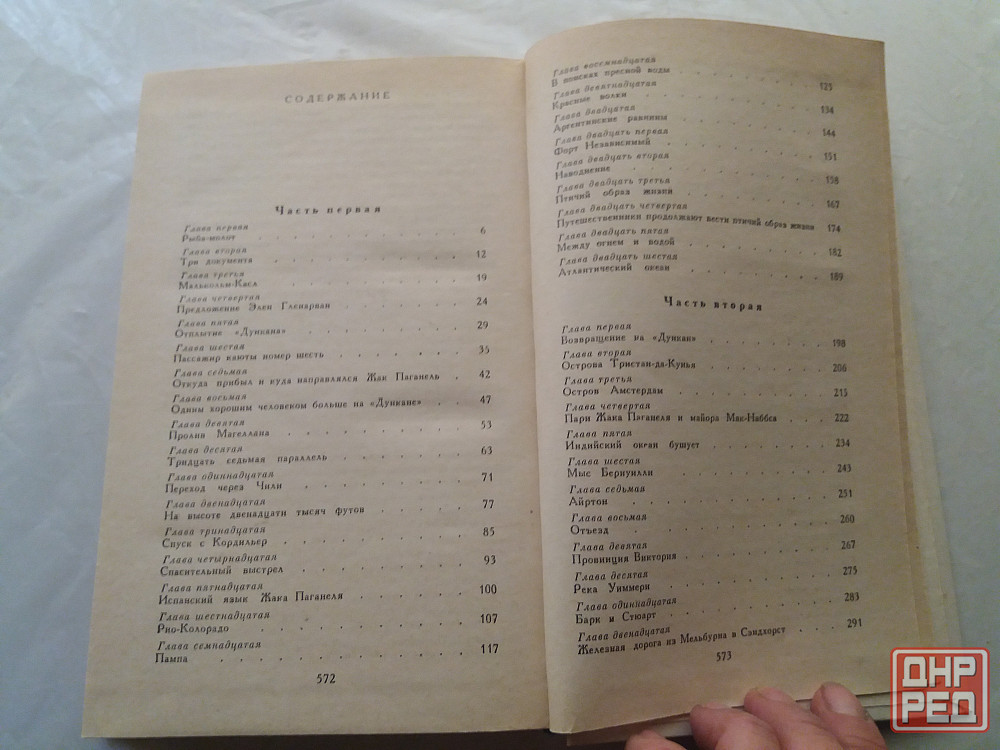 СОДЕРЖАНИЕ
Часть первая
Глава первая
Рыба-молот 6
Глава вторая
Три документа 12
Глава третья
Малькольм-Касл 19
Глава четвертая
Предложение Элен Гленарван 24
Глава пятая
Отплытие «Дункана» 29
Глава шестая
Пассажир каюты номер шесть 35
Глава седьмая
Откуда прибыл и куда направлялся Жак Паганель 42
Глава восьмая
Одним хорошим человеком больше на «Дункане» 47
Глава девятая
Пролив Магеллана 53
Глава десятая
Тридцать седьмая параллель 63
Глава одиннадцатая
Переход через Чили 71
Глава двенадцатая
На высоте двенадцати тысяч футов 77
Глава тринадцатая
Спуск с Кордильер 85
Глава четырнадцатая
Спасительный выстрел 93
Глава пятнадцатая
Испанский язык Жака Паганеля 100
Глава шестнадцатая
Рио-Колорадо 107
Глава семнадцатая
Пампа 117
572
Глава восемнадцатая
В поисках пресной воды 125
Глава девятнадцатая
Красные волки 134
Глава двадцатая
Аргентинские равнины 144
Глава двадцать первая
Форт Независимый 151
Глава двадцать вторая
Наводнение 158
Глава двадцать третья
Птичий образ жизни 167
Глава двадцать четвертая
Путешественники продолжают вести птичий образ жизни 174
Глава двадцать пятая
Между огнем и водой 182
Глава двадцать шестая
Атлантический океан 189
Часть вторая
Глава первая
Возвращение на «Дункан» 198
Глава вторая
Острова Тристан-да-Кунья 206
Глава третья
Остров Амстердам 215
Глава четвертая
Пари Жака Паганеля и майора Мак-Наббса 222
Глава пятая
Индийский океан бушует 234
Глава шестая
Мыс Бернуилли 243
Глава седьмая
Айртон 251
Глава восьмая
Отъезд 260
Глава девятая
Провинция Виктория 267
Глава десятая
Река Уиммери 275
Глава одиннадцатая
Барк и Стюарт 283
Глава двенадцатая
Железная дорога из Мельбурна в Сэндхорст 291
573
ДНР
РЕД